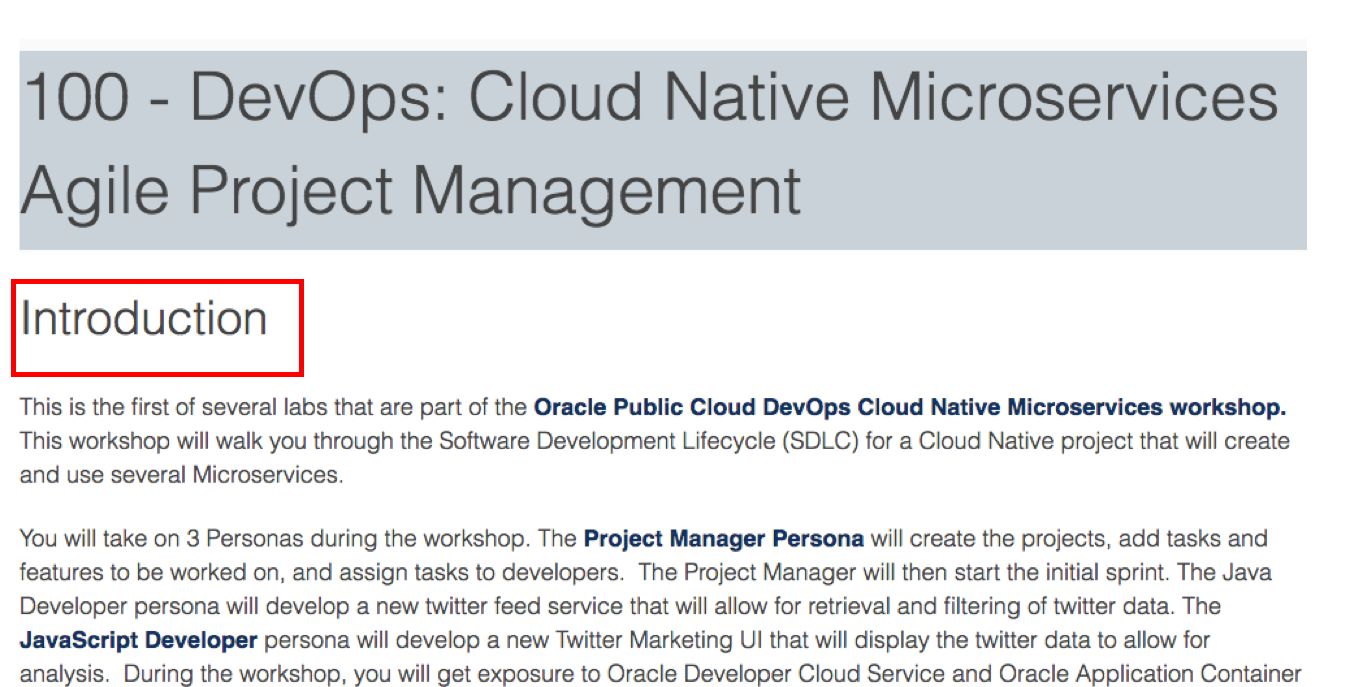 100 - DevOps: Cloud Native Microservices
Agile Project Management
Introduction
This is the first of several labs that are part of the Oracle Public Cloud DevOps Cloud Native Microservices workshop.
This workshop will walk you through the Software Development Lifecycle (SDLC) for a Cloud Native project that will create
and use several Microservices.
You will take on 3 Personas during the workshop. The Project Manager Persona will create the projects, add tasks and
features to be worked on, and assign tasks to developers.  The Project Manager will then start the initial sprint. The Java
Developer persona will develop a new twitter feed service that will allow for retrieval and filtering of twitter data. The
JavaScript Developer persona will develop a new Twitter Marketing UI that will display the twitter data to allow for
analysis.  During the workshop, you will get exposure to Oracle Developer Cloud Service and Oracle Application Container